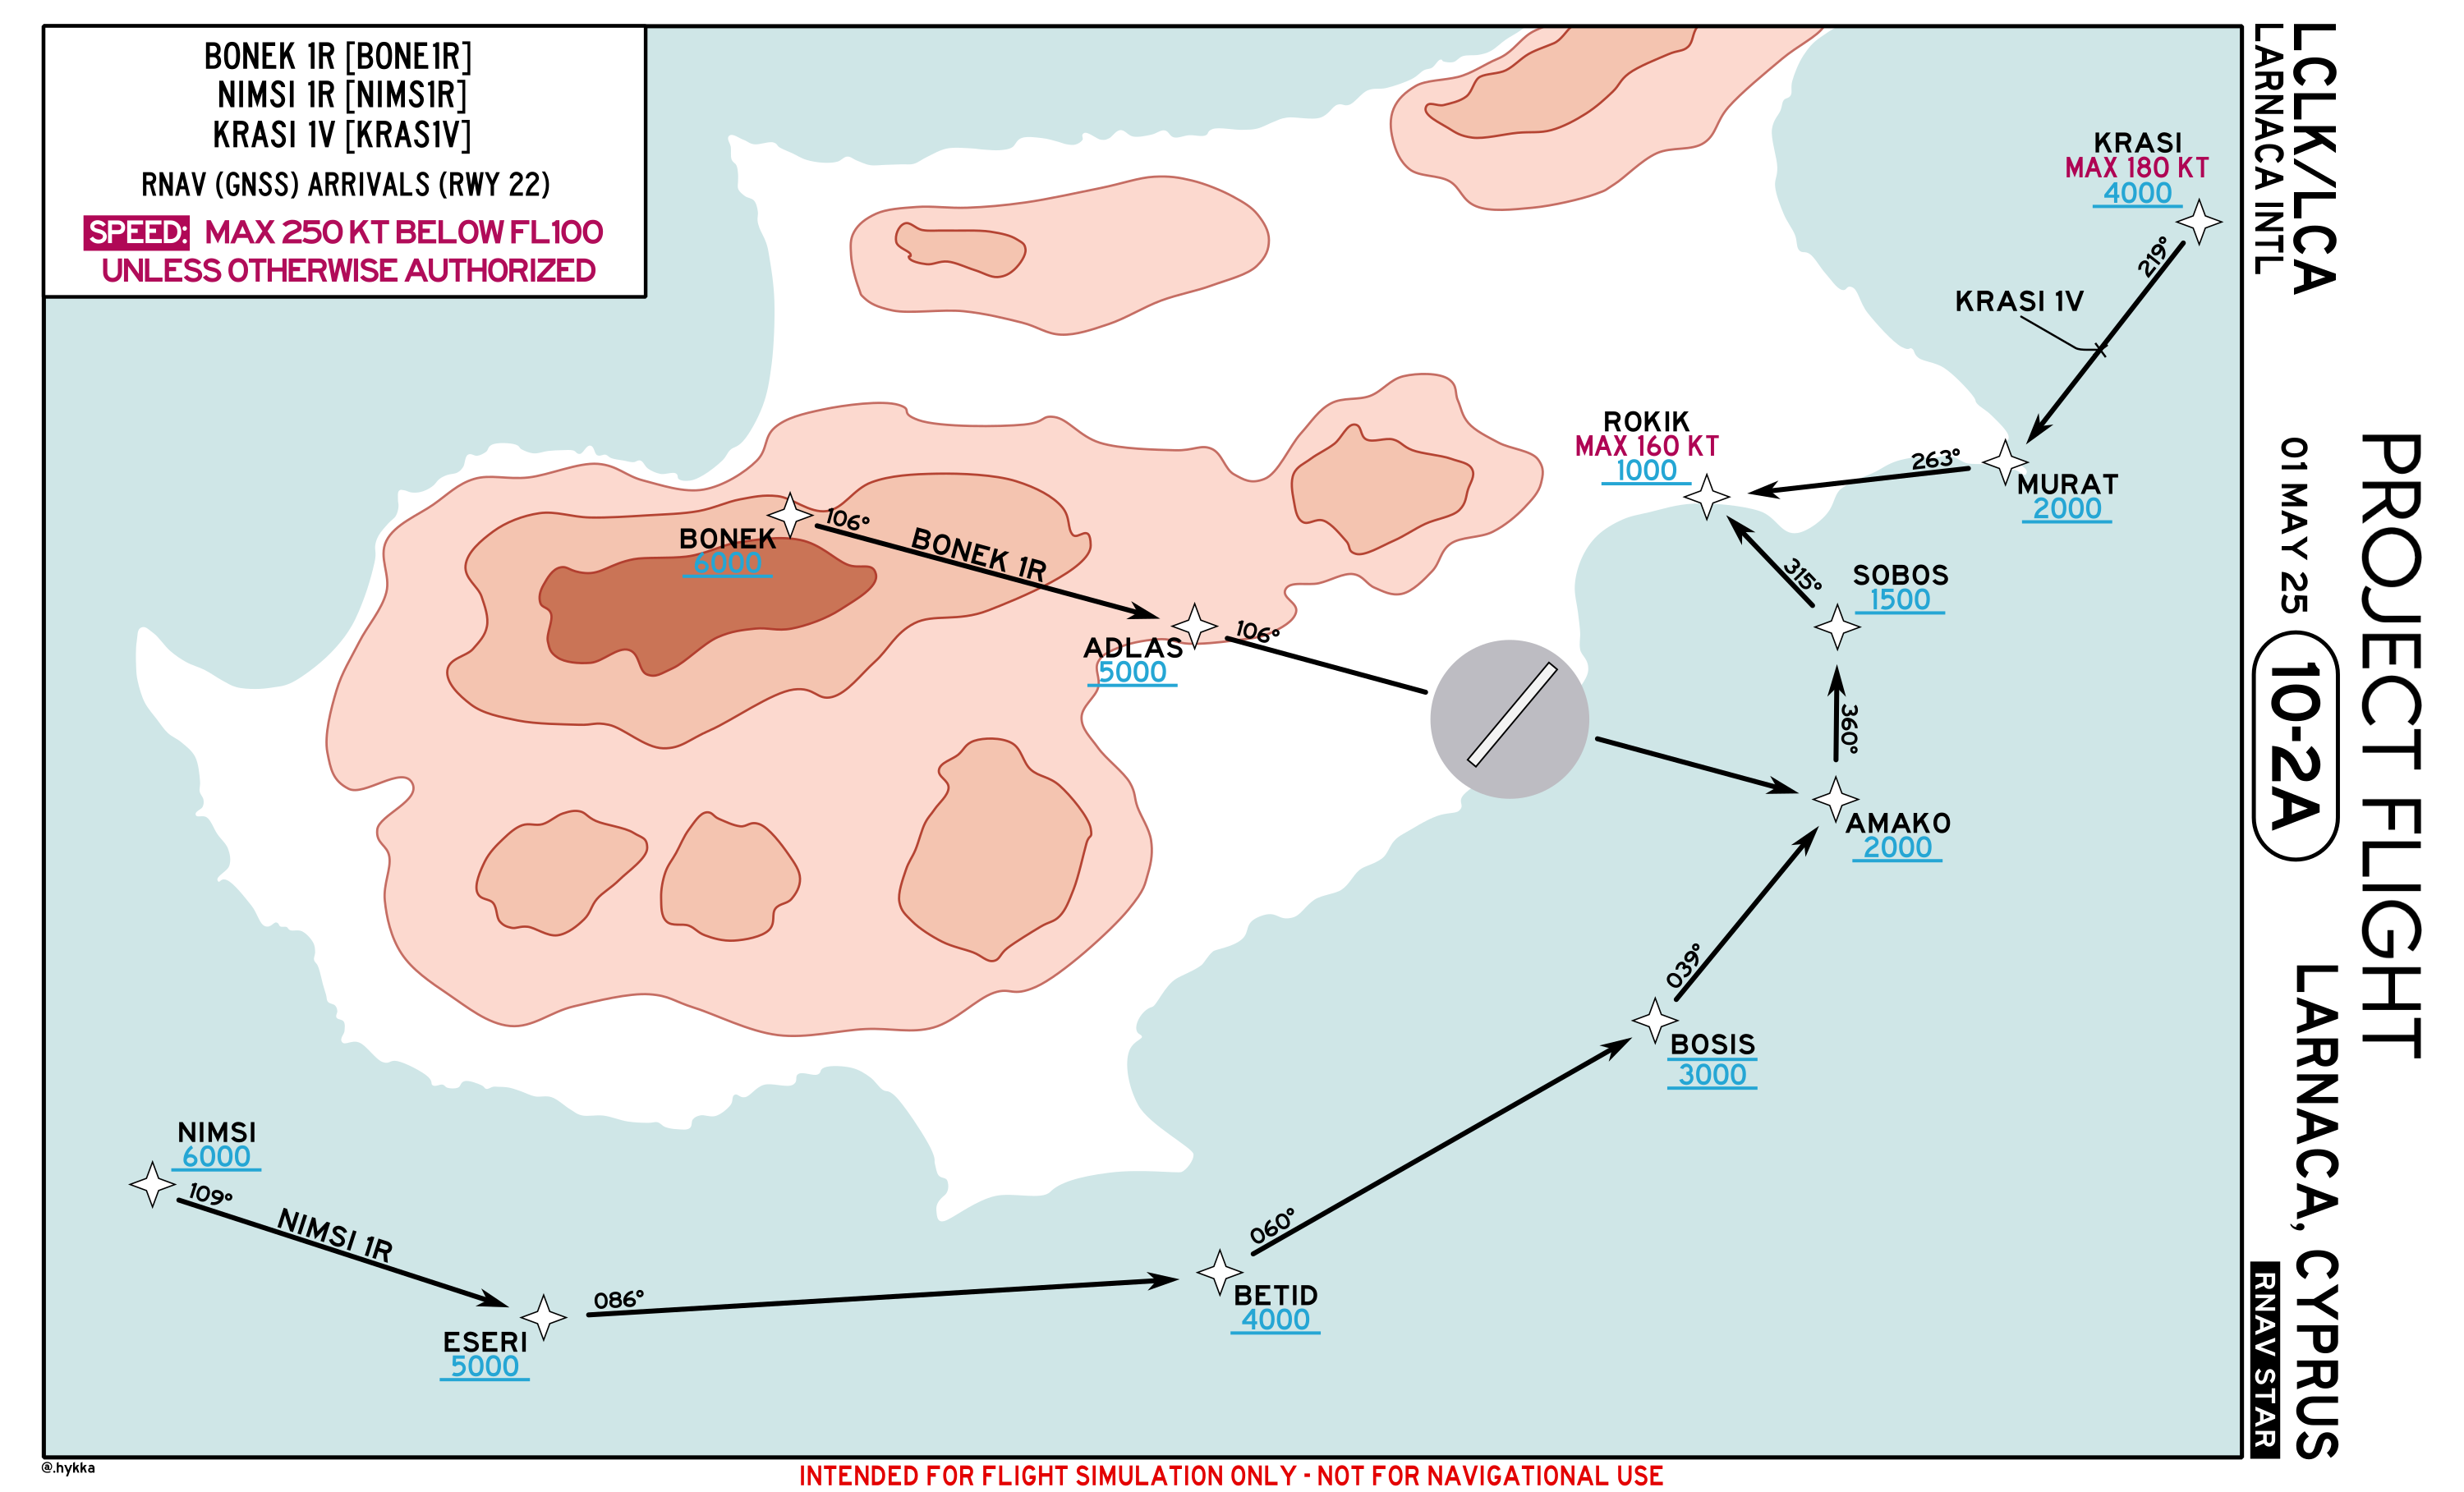 BONEK 1R [BONE1R]
NIMSI 1R [NIMS1R]
KRASI 1V [KRAS1V]
RNAV (GNSS) ARRIVALS (RWY 22)
SPEED: MAX 250 KT BELOW FL100
UNLESS OTHERWISE AUTHORIZED
KRASI
MAX 180 KT
4000
219°
KRASI 1V
ROKIK
MAX 160 KT
1000
263°
MURAT
2000
BONEK
6000
106°
BONEK 1R
315°
SOBOS
1500
ADLAS
5000
106°
360°
AMAKO
2000
039°
BOSIS
3000
NIMSI
6000
109°
NIMSI 1R
060°
ESERI
5000
086°
BETID
4000
LCLK/LCA
LARNACA INTL
PROJECT FLIGHT
01 MAY 25
10-2A
LARNACA, CYPRUS
RNAV STAR
@.hykka
INTENDED FOR FLIGHT SIMULATION ONLY - NOT FOR NAVIGATIONAL USE